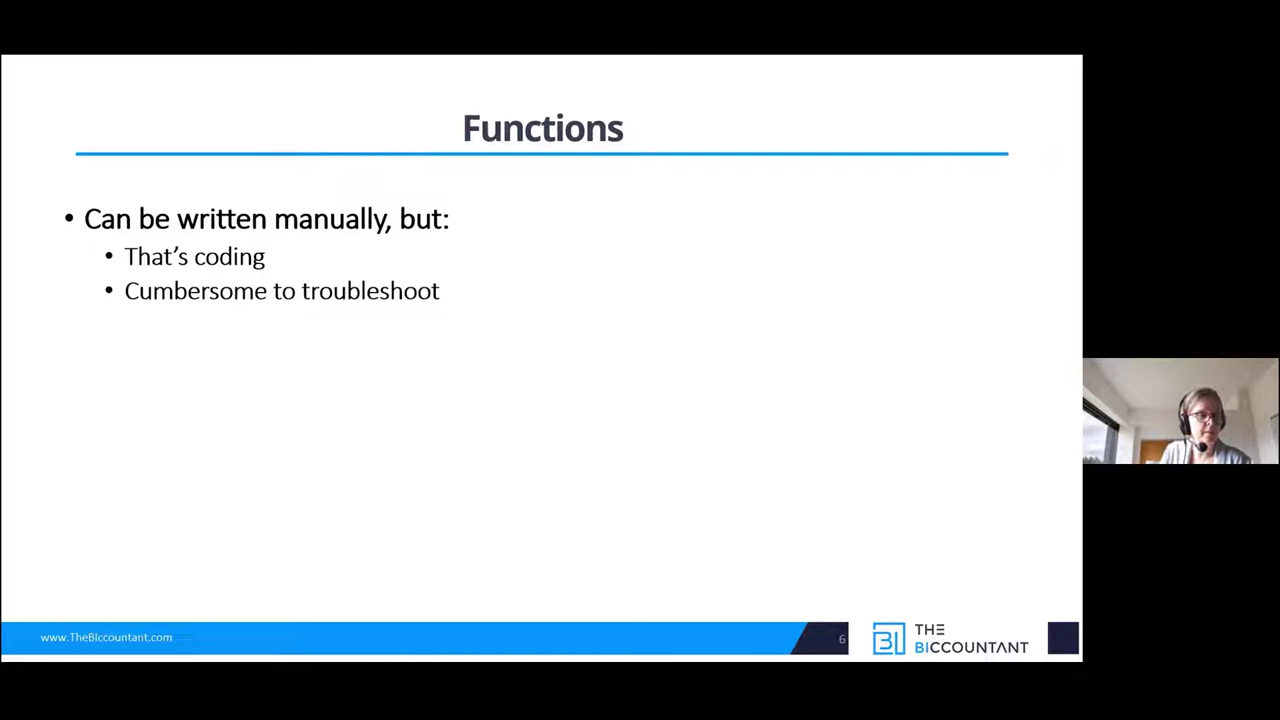 Functions
• Can be written manually, but:
• That’s coding
• Cumbersome to troubleshoot
www.TheBIccountant.com
6
THE
BICCOUNTANT